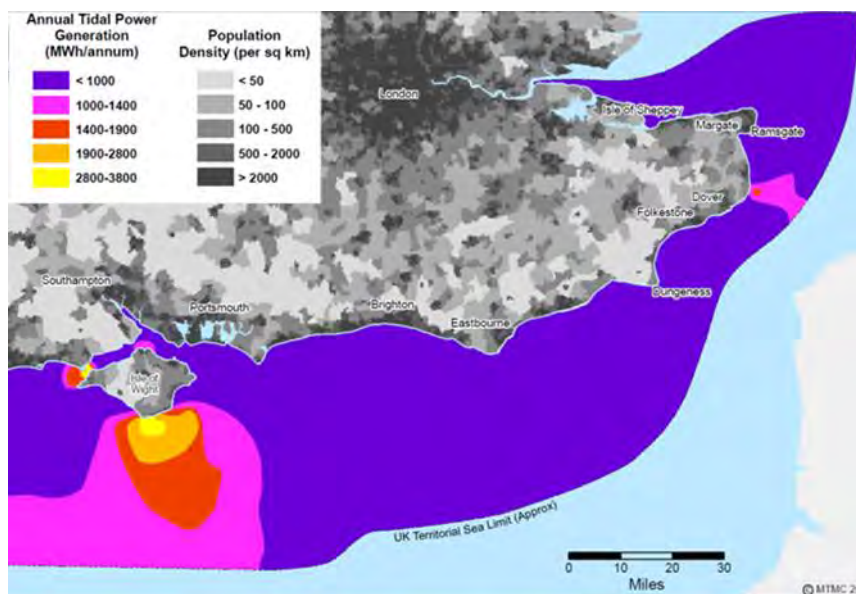 Annual Tidal Power
Generation
(MWh/annum)
< 1000
1000-1400
1400-1900
1900-2800
2800-3800
Population
Density (per sq km)
< 50
50 - 100
100 - 500
500 - 2000
> 2000
London
Isle of Sheppey
Margate
Ramsgate
Dover
Folkestone
Dungeness
Southampton
Portsmouth
Brighton
Eastbourne
Isle of
Wight
UK Territorial Sea Limit (Approx)
0 10 20 30
Miles
© MTMC 2